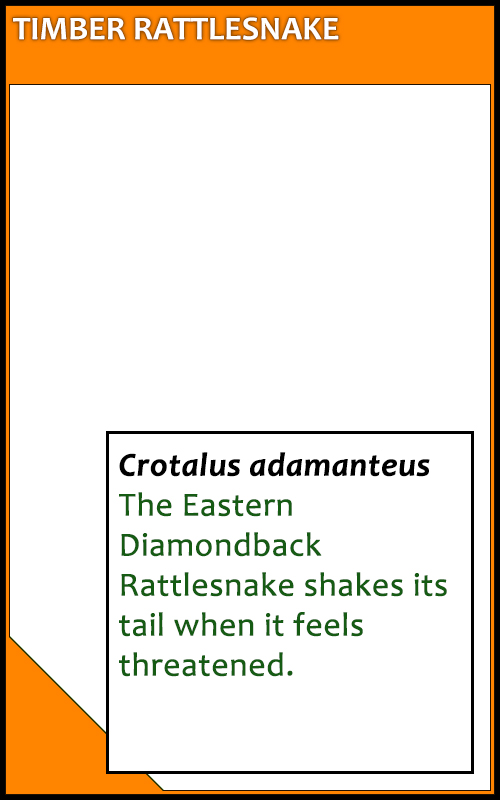 TIMBER RATTLESNAKE
Crotalus adamanteus
The Eastern
Diamondback
Rattlesnake shakes its
tail when it feels
threatened.